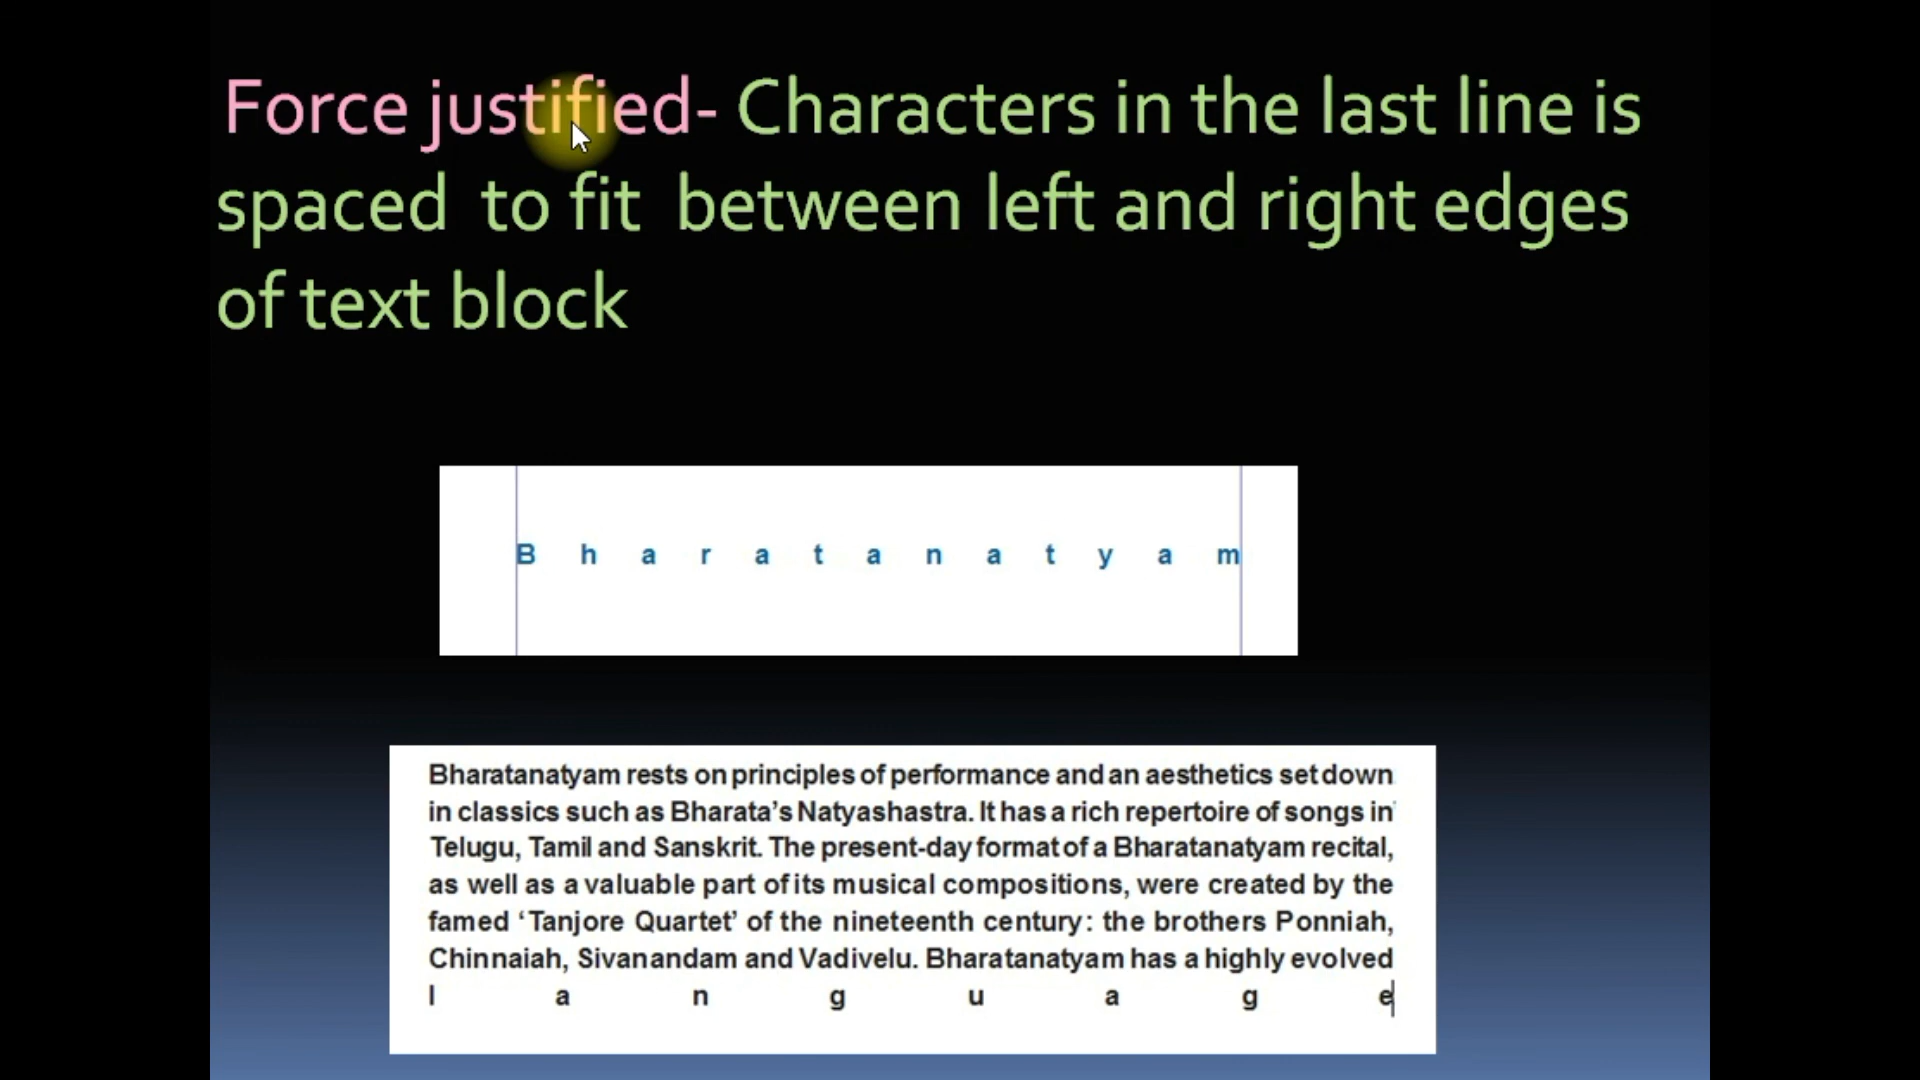 Force justified- Characters in the last line is
spaced to fit between left and right edges
of text block
B h a r a t a n a t y a m
Bharatanatyam rests on principles of performance and an aesthetics set down
in classics such as Bharata’s Natyashastra. It has a rich repertoire of songs in
Telugu, Tamil and Sanskrit. The present-day format of a Bharatanatyam recital,
as well as a valuable part of its musical compositions, were created by the
famed ‘Tanjore Quartet’ of the nineteenth century: the brothers Ponniah,
Chinnaiah, Sivanandam and Vadivelu. Bharatanatyam has a highly evolved
l a n g u a g e